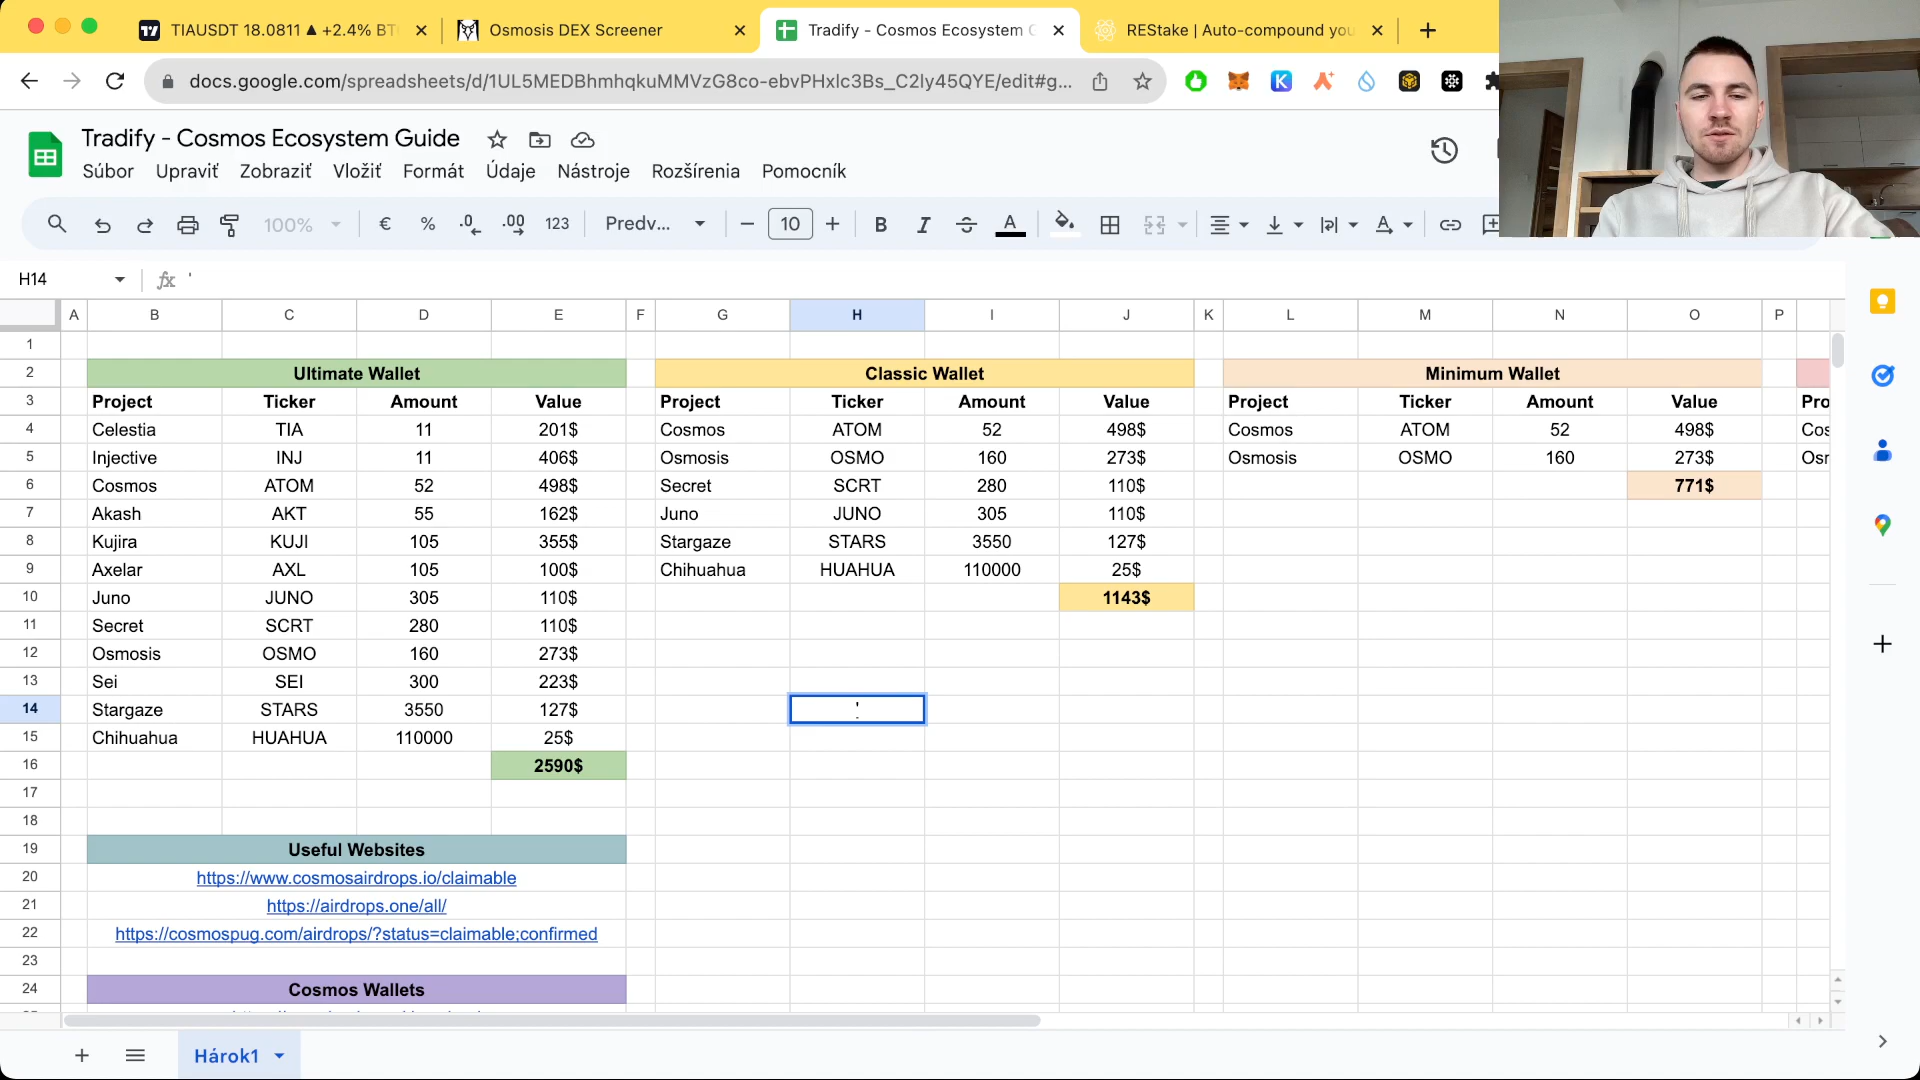 TIAUSDT 18.0811 ▲ +2.4% BT
Osmosis DEX Screener
Tradify - Cosmos Ecosystem
REStake | Auto-compound you
docs.google.com/spreadsheets/d/1UL5MEDBhmhqkuMMVzG8co-ebvPHxlc3Bs_C2ly45QYE/edit#g...
Tradify - Cosmos Ecosystem Guide
Súbor Upraviť Zobraziť Vložiť Formát Údaje Nástroje Rozšírenia Pomocník
100% € % .0 .00 123 Predv... − 10 + B I S A
H14 fx '
A B C D E F G H I J K L M N O P
1
2 Ultimate Wallet Classic Wallet Minimum Wallet
3 Project Ticker Amount Value Project Ticker Amount Value Project Ticker Amount Value Pro
4 Celestia TIA 11 201$ Cosmos ATOM 52 498$ Cosmos ATOM 52 498$ Cos
5 Injective INJ 11 406$ Osmosis OSMO 160 273$ Osmosis OSMO 160 273$ Osm
6 Cosmos ATOM 52 498$ Secret SCRT 280 110$ 771$
7 Akash AKT 55 162$ Juno JUNO 305 110$
8 Kujira KUJI 105 355$ Stargaze STARS 3550 127$
9 Axelar AXL 105 100$ Chihuahua HUAHUA 110000 25$
10 Juno JUNO 305 110$ 1143$
11 Secret SCRT 280 110$
12 Osmosis OSMO 160 273$
13 Sei SEI 300 223$
14 Stargaze STARS 3550 127$ '
15 Chihuahua HUAHUA 110000 25$
16 2590$
17
18
19 Useful Websites
20 https://www.cosmosairdrops.io/claimable
21 https://airdrops.one/all/
22 https://cosmospug.com/airdrops/?status=claimable;confirmed
23
24 Cosmos Wallets
Hárok1